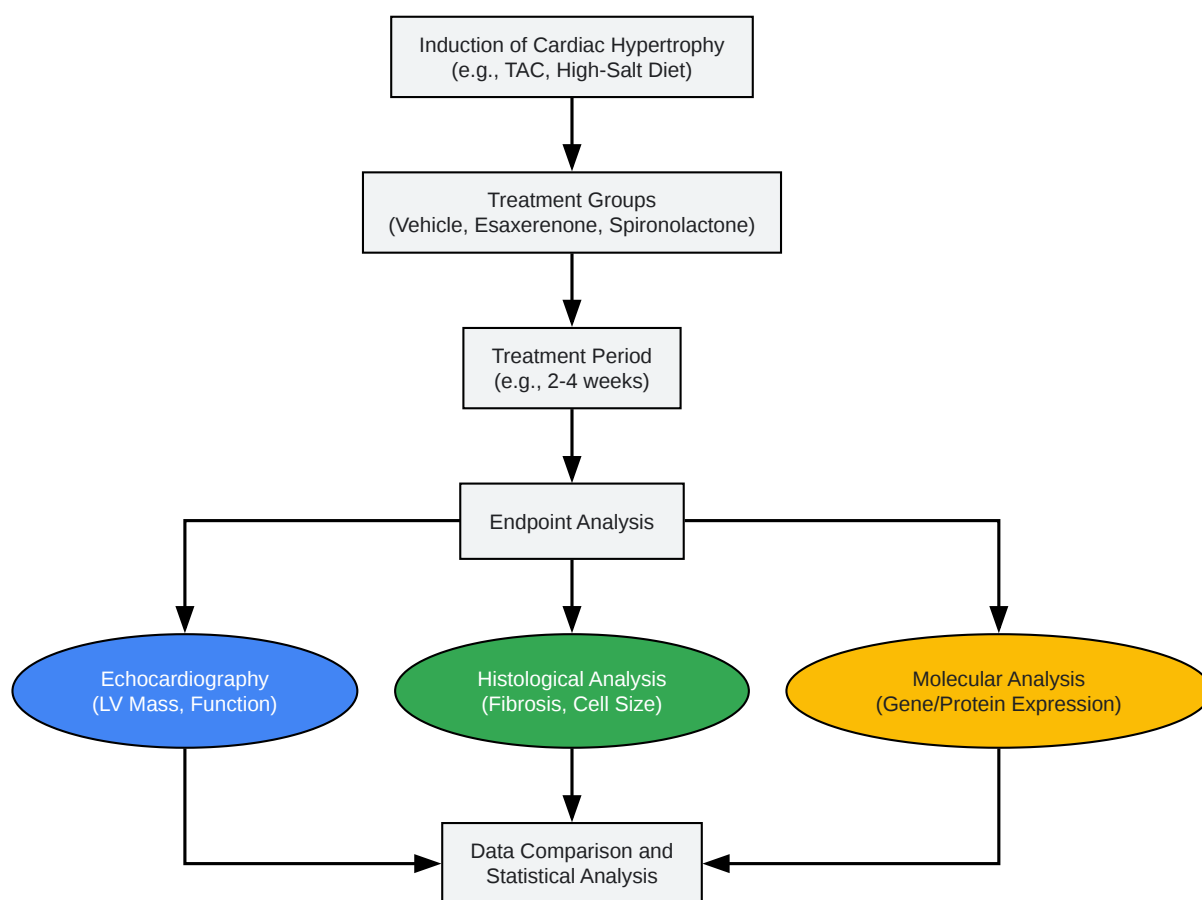 Induction of Cardiac Hypertrophy
(e.g., TAC, High-Salt Diet)
Treatment Groups
(Vehicle, Esaxerenone, Spironolactone)
Treatment Period
(e.g., 2-4 weeks)
Endpoint Analysis
Echocardiography
(LV Mass, Function)
Histological Analysis
(Fibrosis, Cell Size)
Molecular Analysis
(Gene/Protein Expression)
Data Comparison and
Statistical Analysis